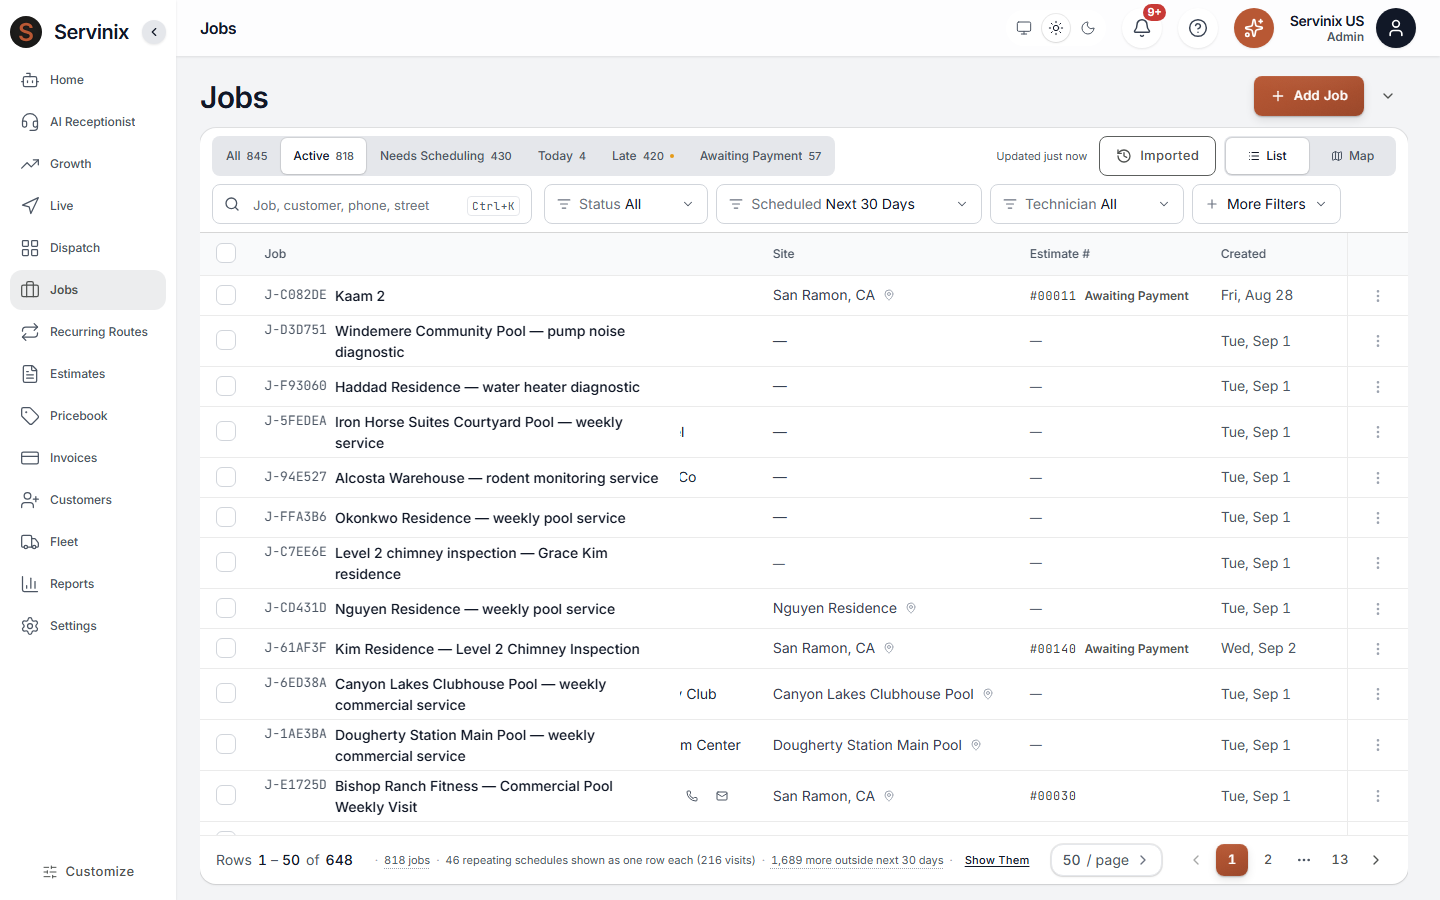 S Servinix
Home
AI Receptionist
Growth
Live
Dispatch
Jobs
Recurring Routes
Estimates
Pricebook
Invoices
Customers
Fleet
Reports
Settings
Customize
Jobs
9+
Servinix US
Admin
Jobs
+ Add Job
All 845
Active 818
Needs Scheduling 430
Today 4
Late 420
Awaiting Payment 57
Updated just now
Imported
List
Map
Job, customer, phone, street Ctrl+K
Status All
Scheduled Next 30 Days
Technician All
+ More Filters
Job Site Estimate # Created
J-C082DE Kaam 2 San Ramon, CA #00011 Awaiting Payment Fri, Aug 28
J-D3D751 Windemere Community Pool — pump noise diagnostic — — Tue, Sep 1
J-F93060 Haddad Residence — water heater diagnostic — — Tue, Sep 1
J-5FEDEA Iron Horse Suites Courtyard Pool — weekly service l — — Tue, Sep 1
J-94E527 Alcosta Warehouse — rodent monitoring service Co — — Tue, Sep 1
J-FFA3B6 Okonkwo Residence — weekly pool service — — Tue, Sep 1
J-C7EE6E Level 2 chimney inspection — Grace Kim residence — — Tue, Sep 1
J-CD431D Nguyen Residence — weekly pool service Nguyen Residence — Tue, Sep 1
J-61AF3F Kim Residence — Level 2 Chimney Inspection San Ramon, CA #00140 Awaiting Payment Wed, Sep 2
J-6ED38A Canyon Lakes Clubhouse Pool — weekly commercial service Club Canyon Lakes Clubhouse Pool — Tue, Sep 1
J-1AE3BA Dougherty Station Main Pool — weekly commercial service m Center Dougherty Station Main Pool — Tue, Sep 1
J-E1725D Bishop Ranch Fitness — Commercial Pool Weekly Visit San Ramon, CA #00030 Tue, Sep 1
Rows 1 – 50 of 648 · 818 jobs · 46 repeating schedules shown as one row each (216 visits) · 1,689 more outside next 30 days · Show Them
50 / page
1 2 ••• 13